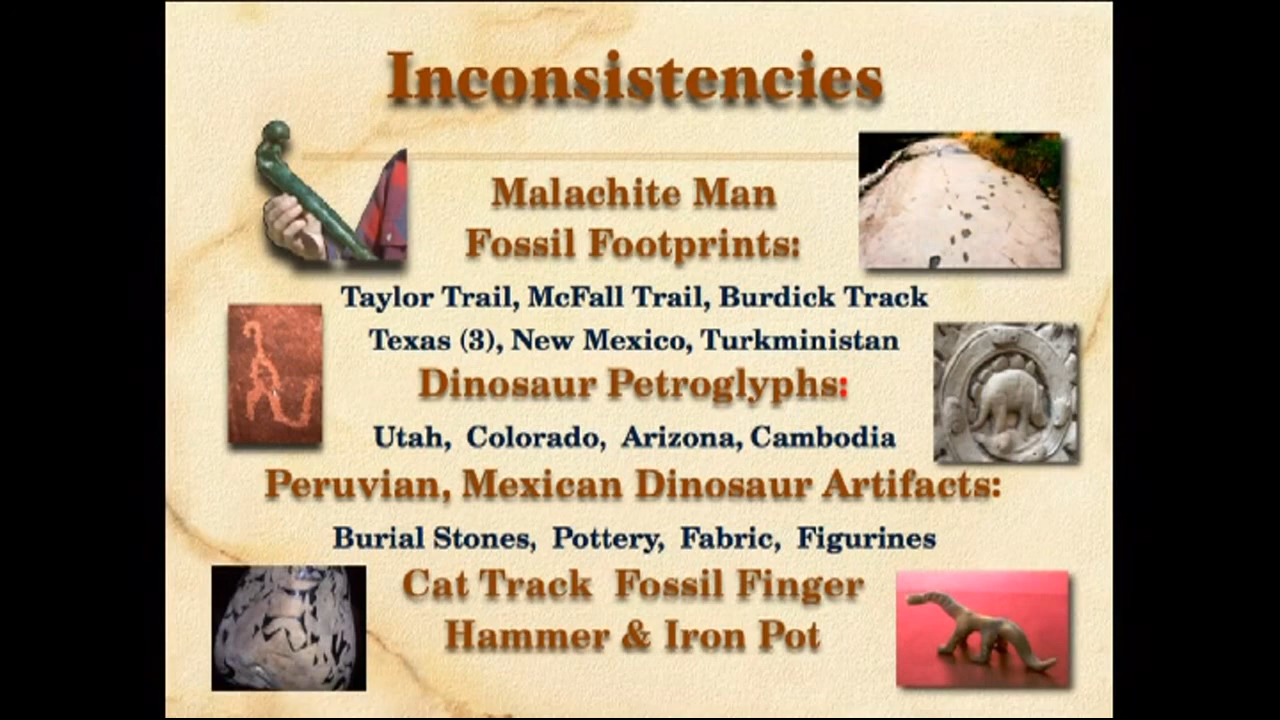 Inconsistencies
Malachite Man
Fossil Footprints:
Taylor Trail, McFall Trail, Burdick Track
Texas (3), New Mexico, Turkministan
Dinosaur Petroglyphs:
Utah, Colorado, Arizona, Cambodia
Peruvian, Mexican Dinosaur Artifacts:
Burial Stones, Pottery, Fabric, Figurines
Cat Track Fossil Finger
Hammer & Iron Pot